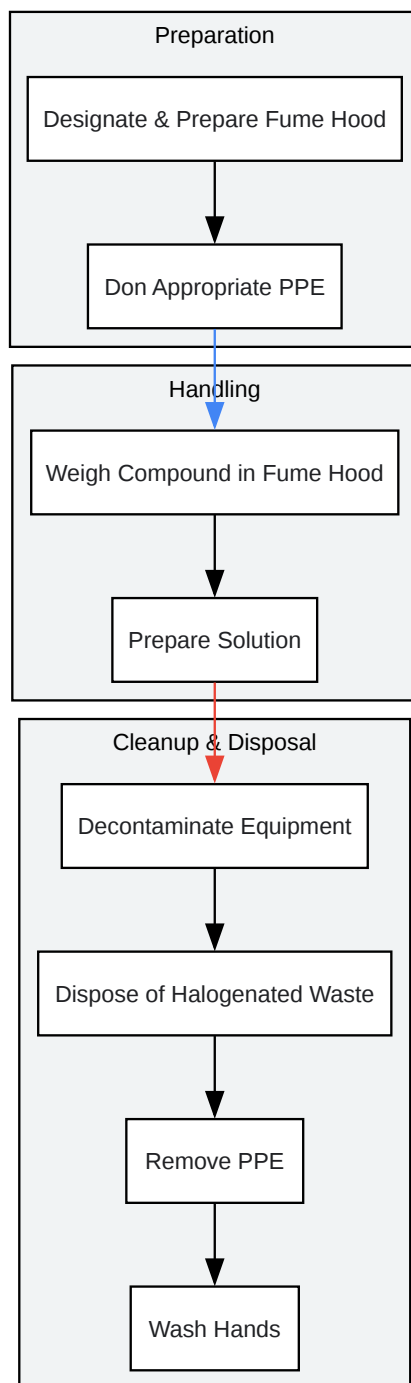 Preparation
Designate & Prepare Fume Hood
Don Appropriate PPE
Handling
Weigh Compound in Fume Hood
Prepare Solution
Cleanup & Disposal
Decontaminate Equipment
Dispose of Halogenated Waste
Remove PPE
Wash Hands